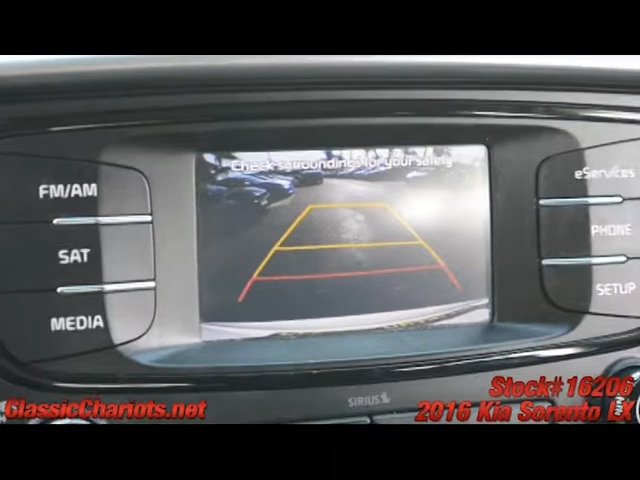 Check surroundings for your safety
FM/AM
eServices
SAT
PHONE
MEDIA
SETUP
SIRIUS
Stock#16206
ClassicChariots.net
2016 Kia Sorento LX